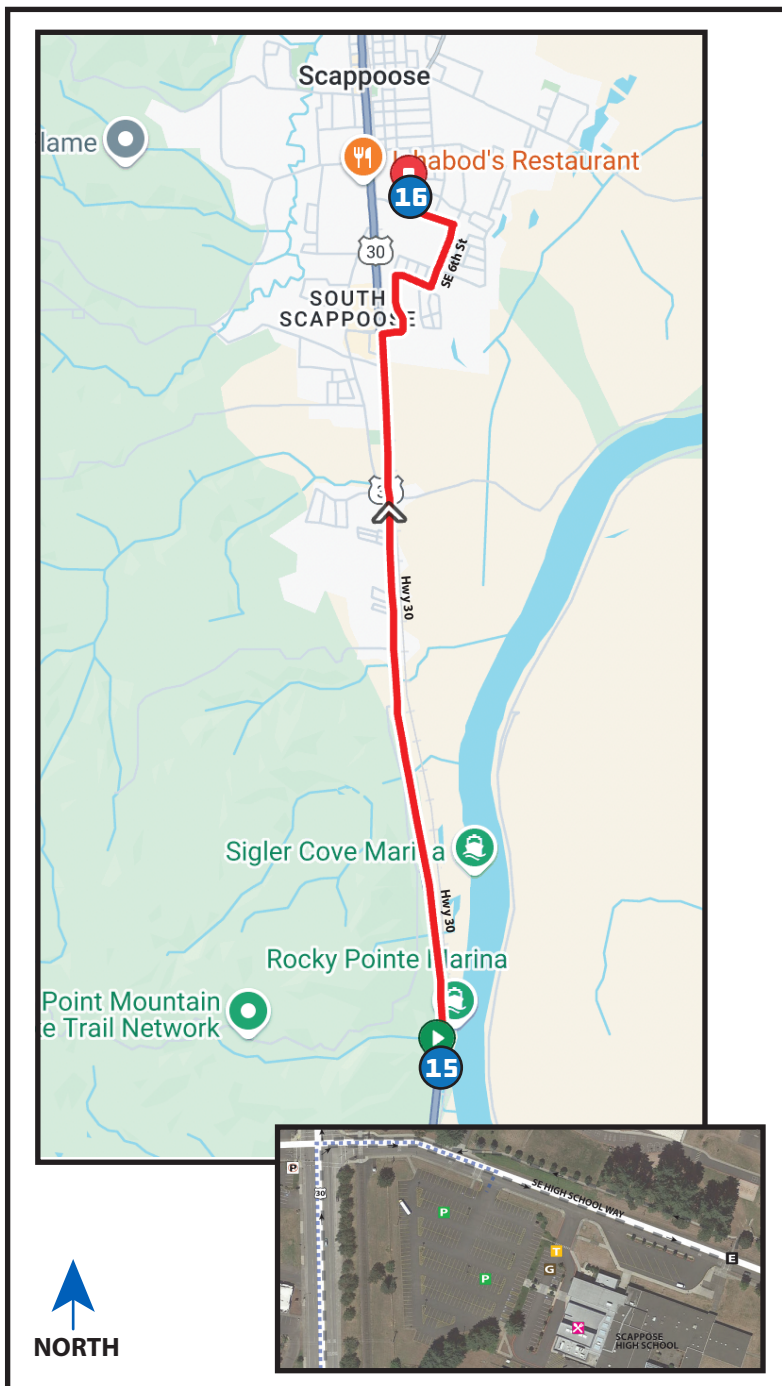 Scappoose
lame
Ichabod's Restaurant
16
30
SE 6th St
SOUTH
SCAPPOOSE
Hwy 30
Sigler Cove Marina
Hwy 30
Rocky Pointe Marina
Point Mountain
e Trail Network
15
P
30
SE HIGH SCHOOL WAY
P
T
E
G
P
SCAPPOSE
HIGH SCHOOL
NORTH